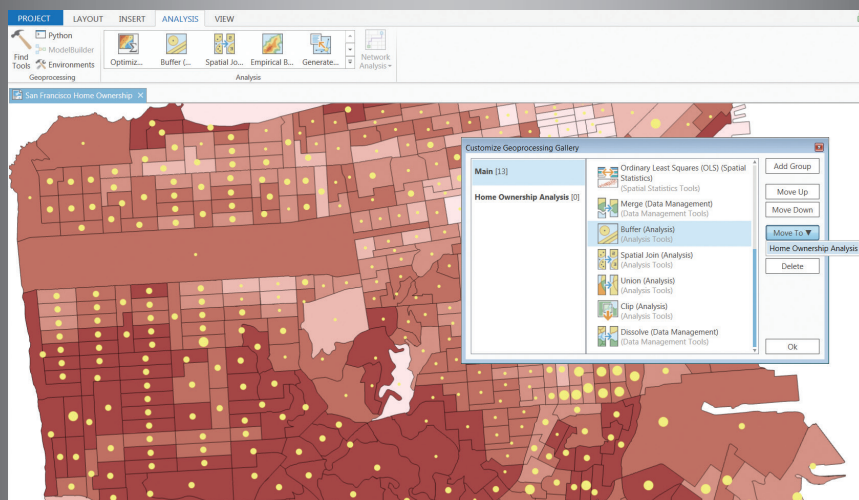 PROJECT LAYOUT INSERT ANALYSIS VIEW
Python
ModelBuilder
Environments
Find
Tools
Optimiz... Buffer (... Spatial Jo... Empirical B... Generate... Network
Analysis
Geoprocessing Analysis
San Francisco Home Ownership
Customize Geoprocessing Gallery
Main [13]
Home Ownership Analysis [0]
Ordinary Least Squares (OLS) (Spatial
Statistics)
(Spatial Statistics Tools)
Merge (Data Management)
(Data Management Tools)
Buffer (Analysis)
(Analysis Tools)
Spatial Join (Analysis)
(Analysis Tools)
Union (Analysis)
(Analysis Tools)
Clip (Analysis)
(Analysis Tools)
Dissolve (Data Management)
(Data Management Tools)
Add Group
Move Up
Move Down
Move To
Home Ownership Analysis
Delete
Ok